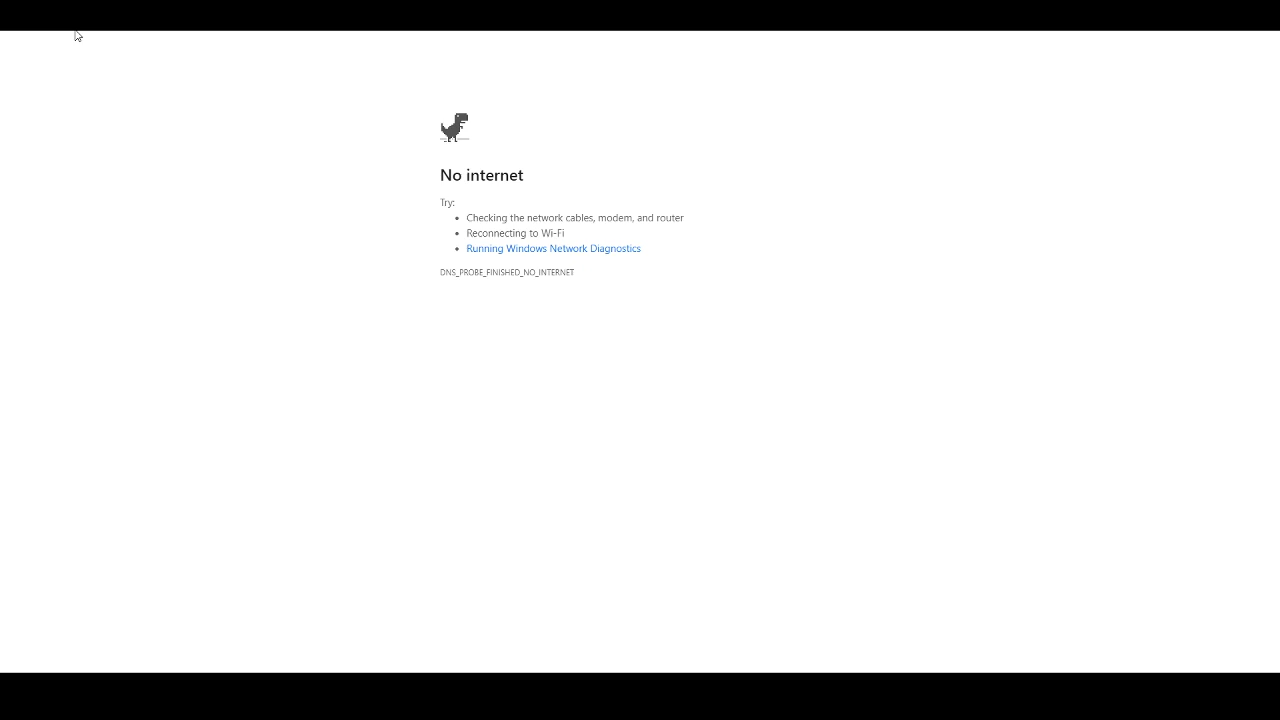 No internet
Try:
Checking the network cables, modem, and router
Reconnecting to Wi-Fi
Running Windows Network Diagnostics
DNS_PROBE_FINISHED_NO_INTERNET